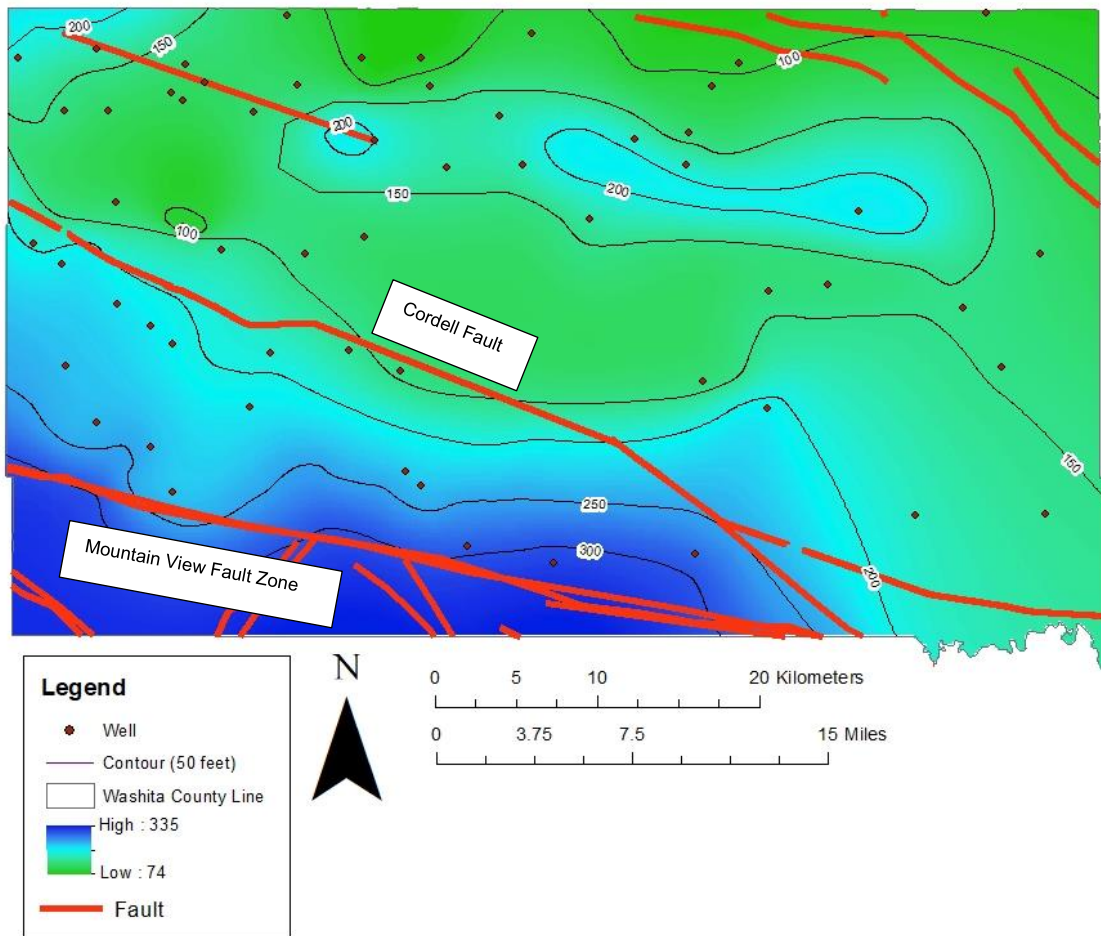 200
150
100
200
200
150
100
Cordell Fault
150
250
300
200
Mountain View Fault Zone
Legend
Well
Contour (50 feet)
Washita County Line
High : 335
Low : 74
Fault
N
0 5 10 20 Kilometers
0 3.75 7.5 15 Miles